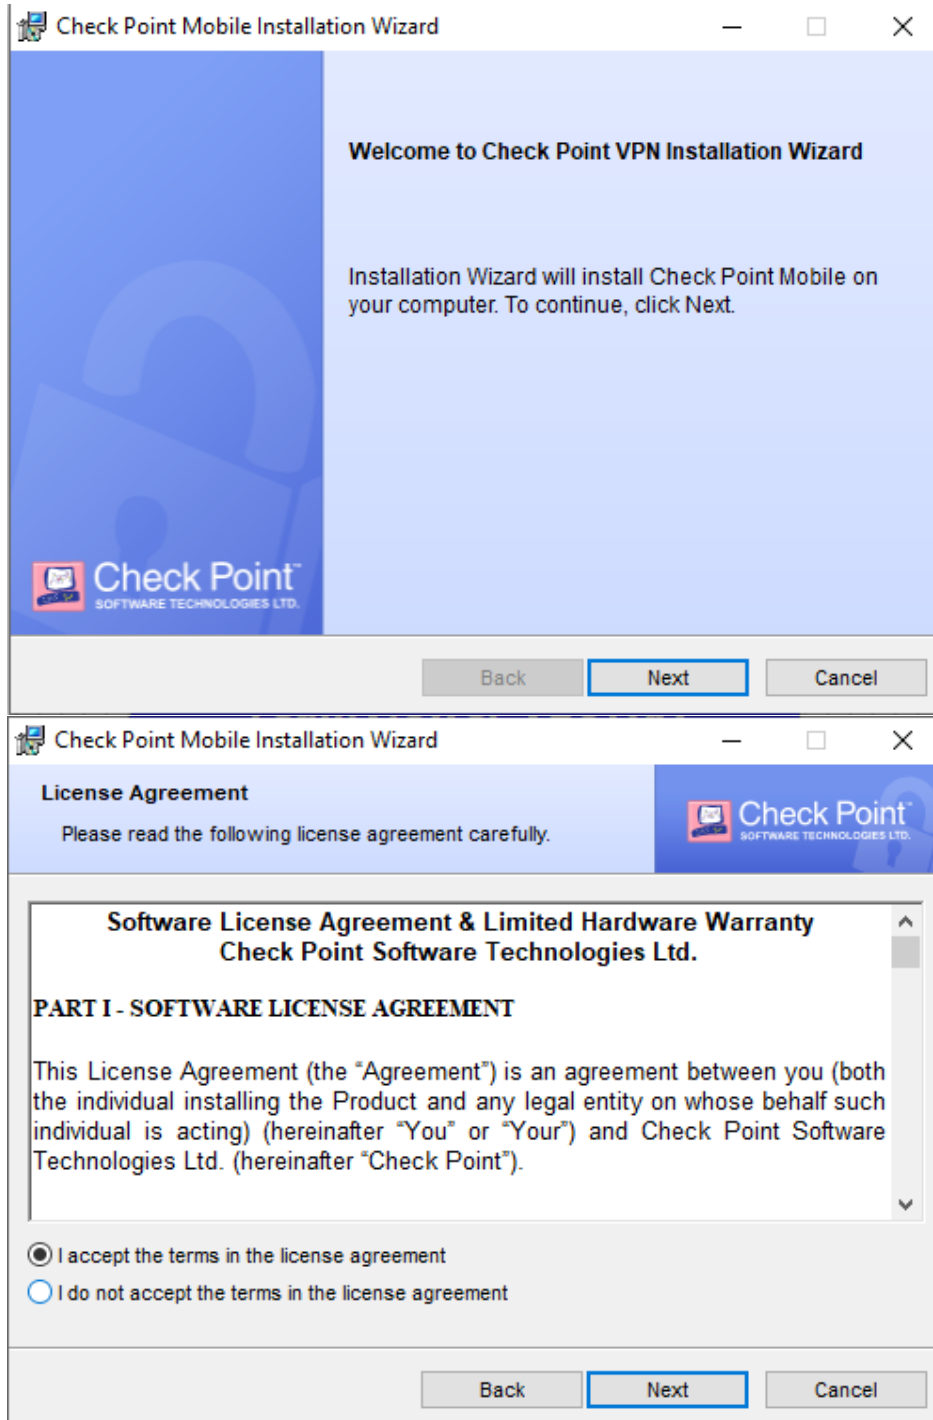 Check Point Mobile Installation Wizard
Welcome to Check Point VPN Installation Wizard
Installation Wizard will install Check Point Mobile on
your computer. To continue, click Next.
Check Point™
SOFTWARE TECHNOLOGIES LTD.
Back
Next
Cancel
Check Point Mobile Installation Wizard
License Agreement
Please read the following license agreement carefully.
Check Point™
SOFTWARE TECHNOLOGIES LTD.
Software License Agreement & Limited Hardware Warranty
Check Point Software Technologies Ltd.
PART I - SOFTWARE LICENSE AGREEMENT
This License Agreement (the “Agreement”) is an agreement between you (both
the individual installing the Product and any legal entity on whose behalf such
individual is acting) (hereinafter “You” or “Your”) and Check Point Software
Technologies Ltd. (hereinafter “Check Point”).
I accept the terms in the license agreement
I do not accept the terms in the license agreement
Back
Next
Cancel